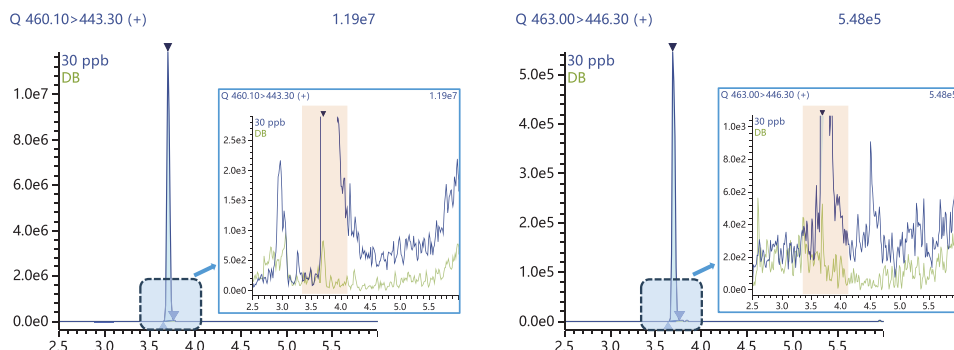 Q 460.10>443.30 (+) 1.19e7
30 ppb
DB
1.0e7
8.0e6
6.0e6
4.0e6
2.0e6
0.0e0
2.5 3.0 3.5 4.0 4.5 5.0 5.5
Q 460.10>443.30 (+) 1.19e7
30 ppb
DB
2.5e3
2.0e3
1.5e3
1.0e3
5.0e2
0.0e0
2.5 3.0 3.5 4.0 4.5 5.0 5.5
Q 463.00>446.30 (+) 5.48e5
30 ppb
DB
5.0e5
4.0e5
3.0e5
2.0e5
1.0e5
0.0e0
2.5 3.0 3.5 4.0 4.5 5.0 5.5
Q 463.00>446.30 (+) 5.48e5
30 ppb
DB
1.0e3
8.0e2
6.0e2
4.0e2
2.0e2
0.0e0
2.5 3.0 3.5 4.0 4.5 5.0 5.5